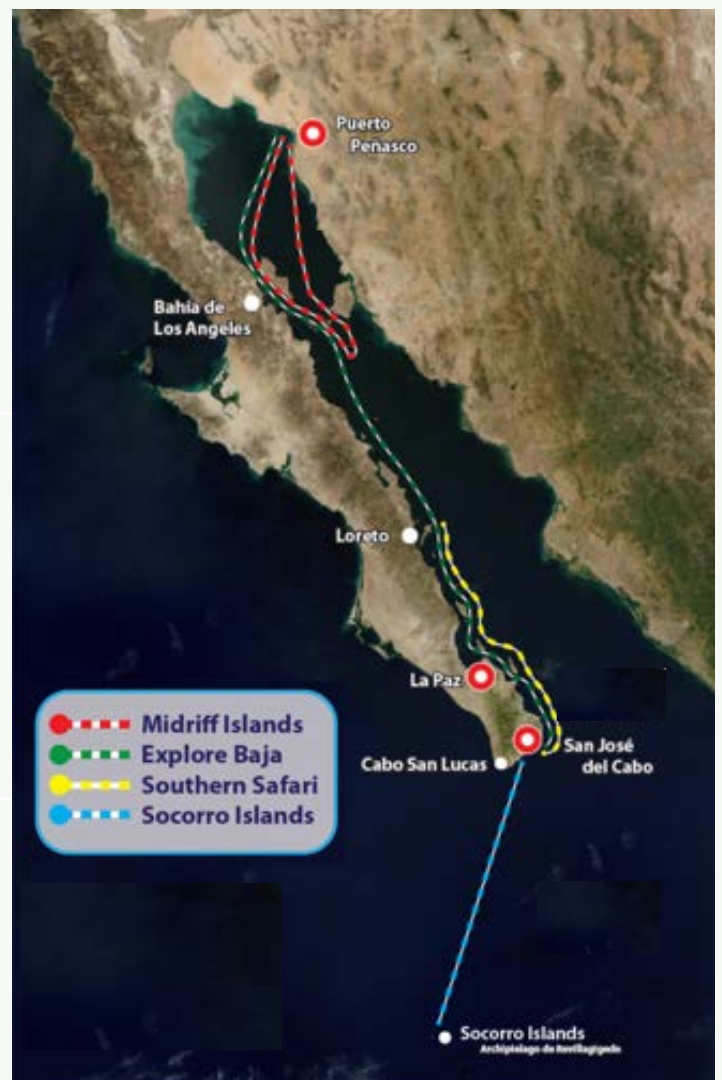 Puerto
Peñasco
Bahia de
Los Angeles
Loreto
La Paz
San José
del Cabo
Cabo San Lucas
Midriff Islands
Explore Baja
Southern Safari
Socorro Islands
Socorro Islands
Archipielago de Revillagigedo